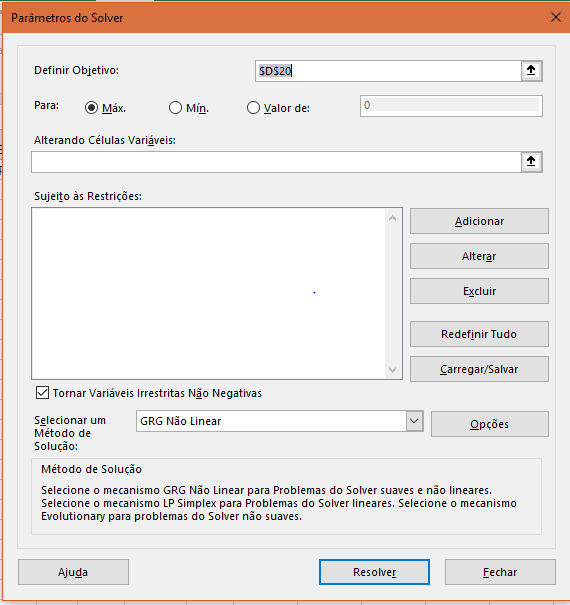 Parâmetros do Solver
Definir Objetivo:
$D$20
Para:
Máx.
Mín.
Valor de:
0
Alterando Células Variáveis:
Sujeito às Restrições:
Adicionar
Alterar
Excluir
Redefinir Tudo
Carregar/Salvar
Tornar Variáveis Irrestritas Não Negativas
Selecionar um
Método de
Solução:
GRG Não Linear
Opções
Método de Solução
Selecione o mecanismo GRG Não Linear para Problemas do Solver suaves e não lineares.
Selecione o mecanismo LP Simplex para Problemas do Solver lineares. Selecione o mecanismo
Evolutionary para problemas do Solver não suaves.
Ajuda
Resolver
Fechar